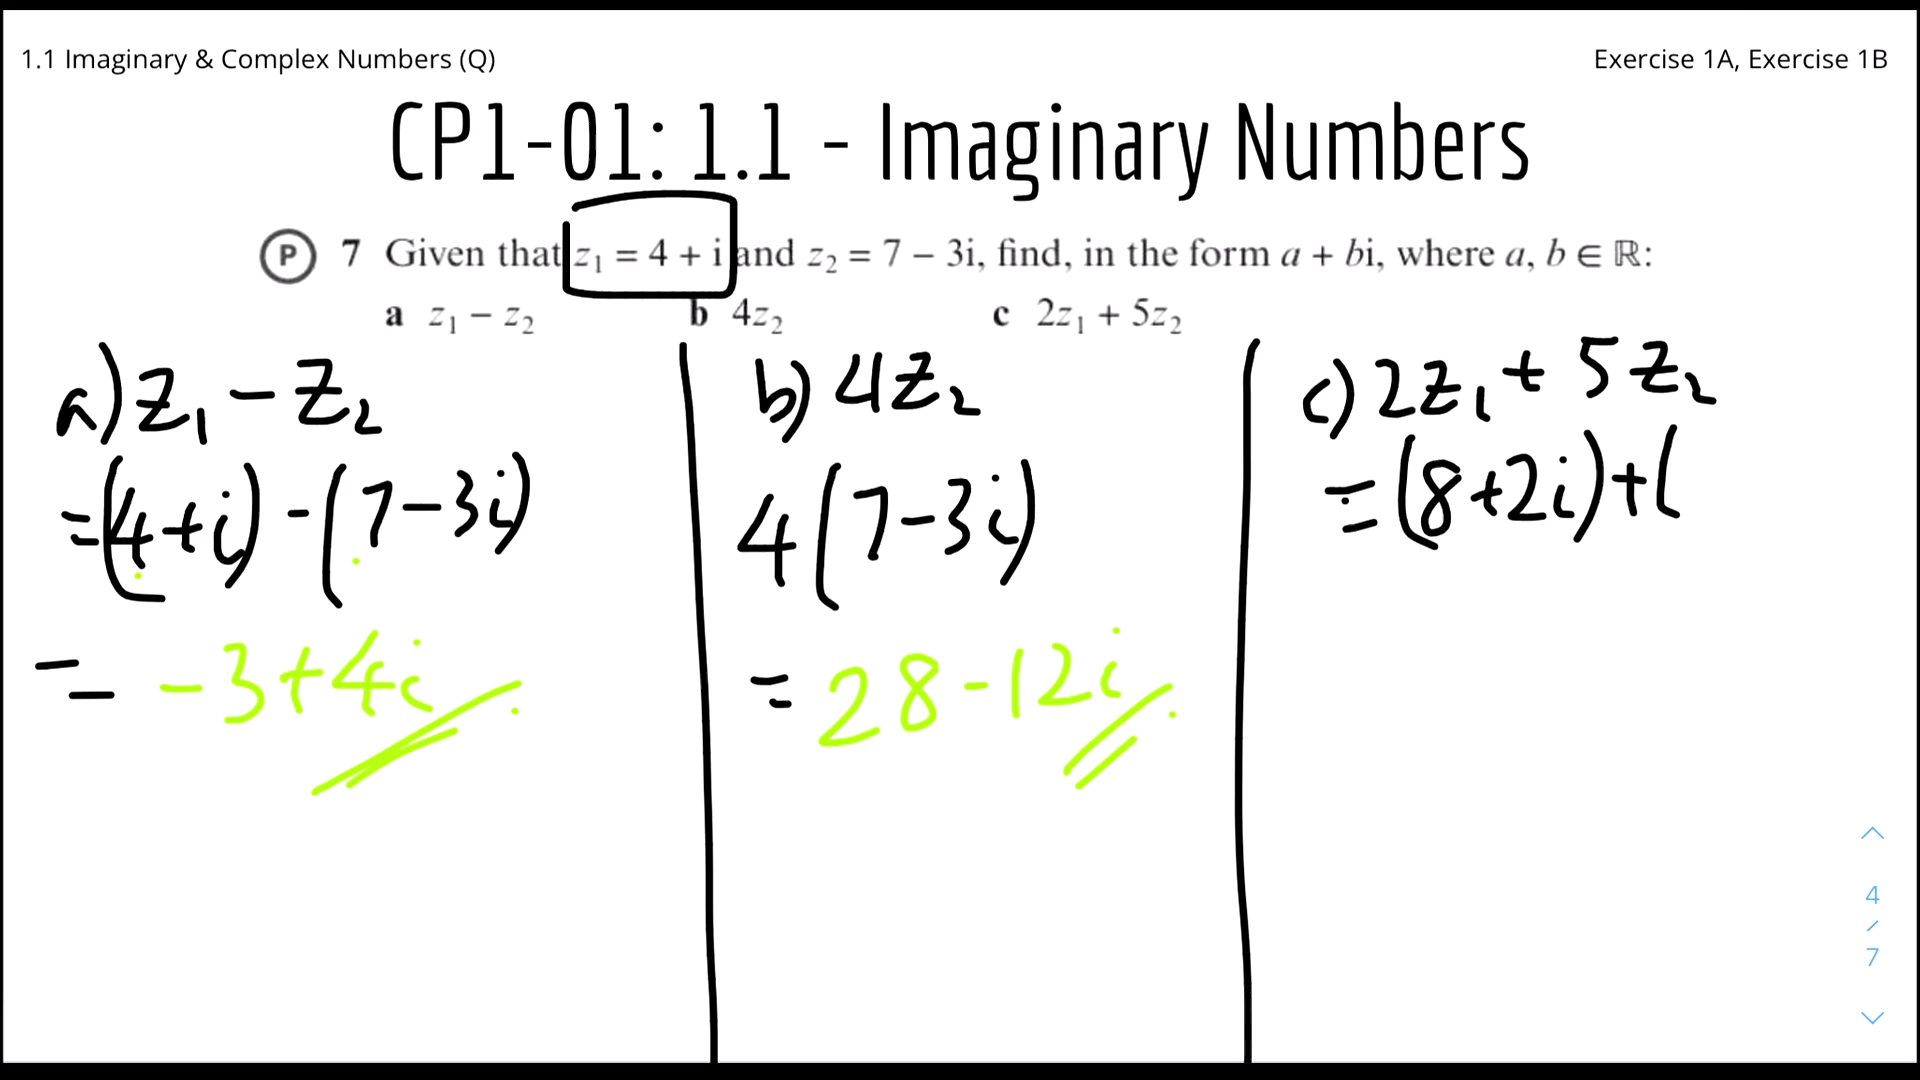 1.1 Imaginary & Complex Numbers (Q)
Exercise 1A, Exercise 1B
CP1-01: 1.1 - Imaginary Numbers
P 7 Given that z₁ = 4 + i and z₂ = 7 − 3i, find, in the form a + bi, where a, b ∈ ℝ:
a z₁ − z₂ b 4z₂ c 2z₁ + 5z₂
a) z₁ − z₂
=(4+i) - (7−3i)
= -3+4i
b) 4z₂
4(7−3i)
= 28-12i
c) 2z₁ + 5z₂
= (8+2i)+(
4
/
7